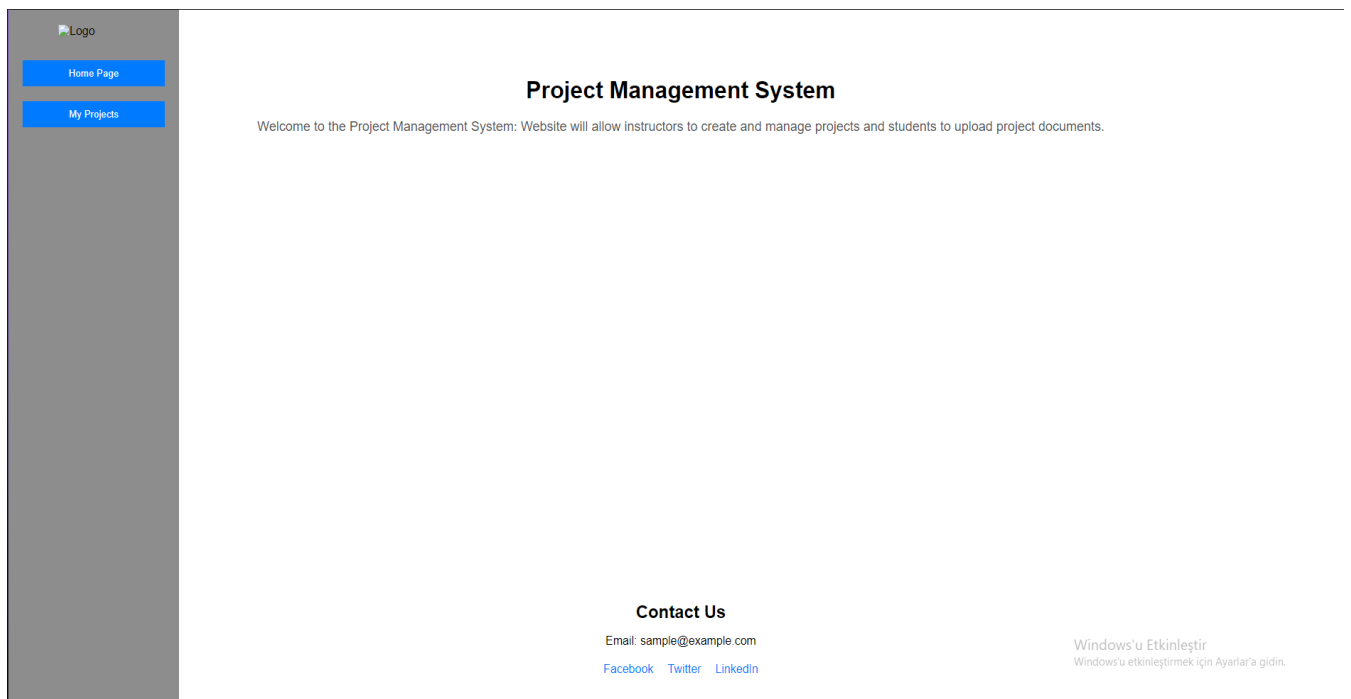 Logo
Home Page
My Projects
Project Management System
Welcome to the Project Management System: Website will allow instructors to create and manage projects and students to upload project documents.
Contact Us
Email: sample@example.com
Facebook Twitter LinkedIn
Windows'u Etkinleştir
Windows'u etkinleştirmek için Ayarlar'a gidin.